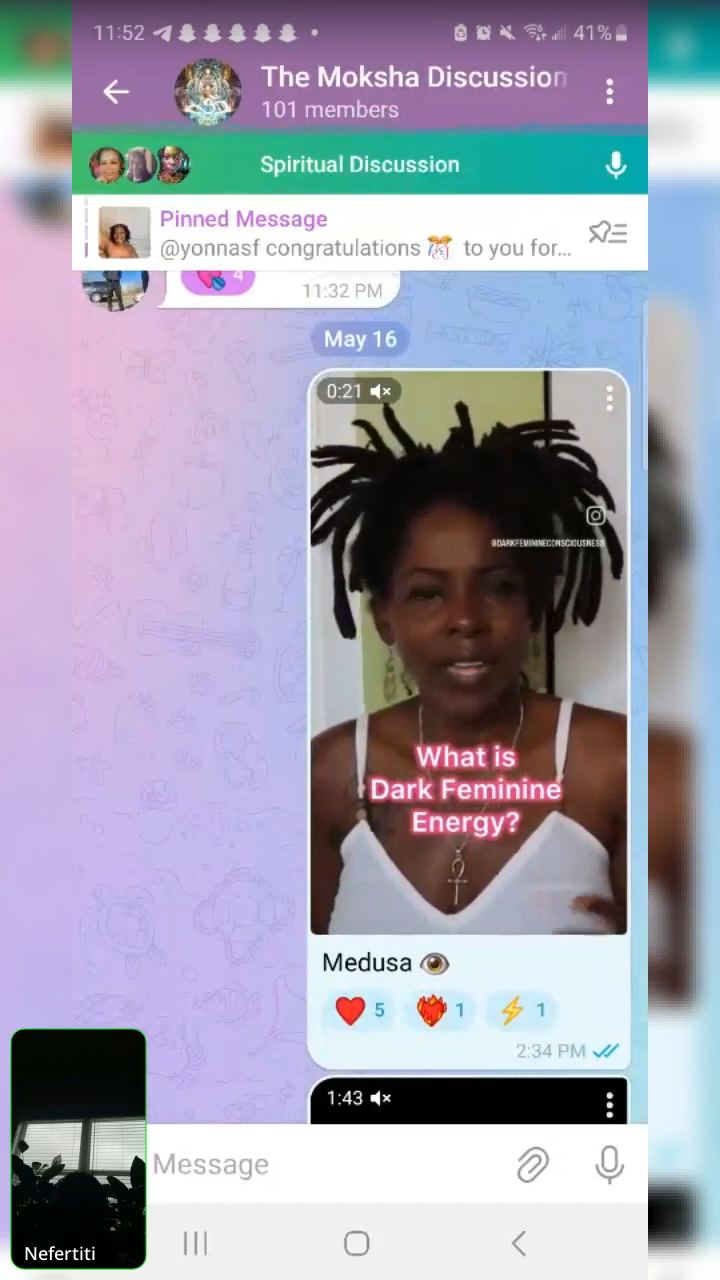 11:52
41%
The Moksha Discussion
101 members
Spiritual Discussion
Pinned Message
@yonnasf congratulations 🎊 to you for...
4
11:32 PM
May 16
0:21
@DARKFEMININECONSCIOUSNESS
What is
Dark Feminine
Energy?
Medusa 👁
❤️ 5 ❤️‍🔥 1 ⚡ 1
2:34 PM
1:43
Message
Nefertiti